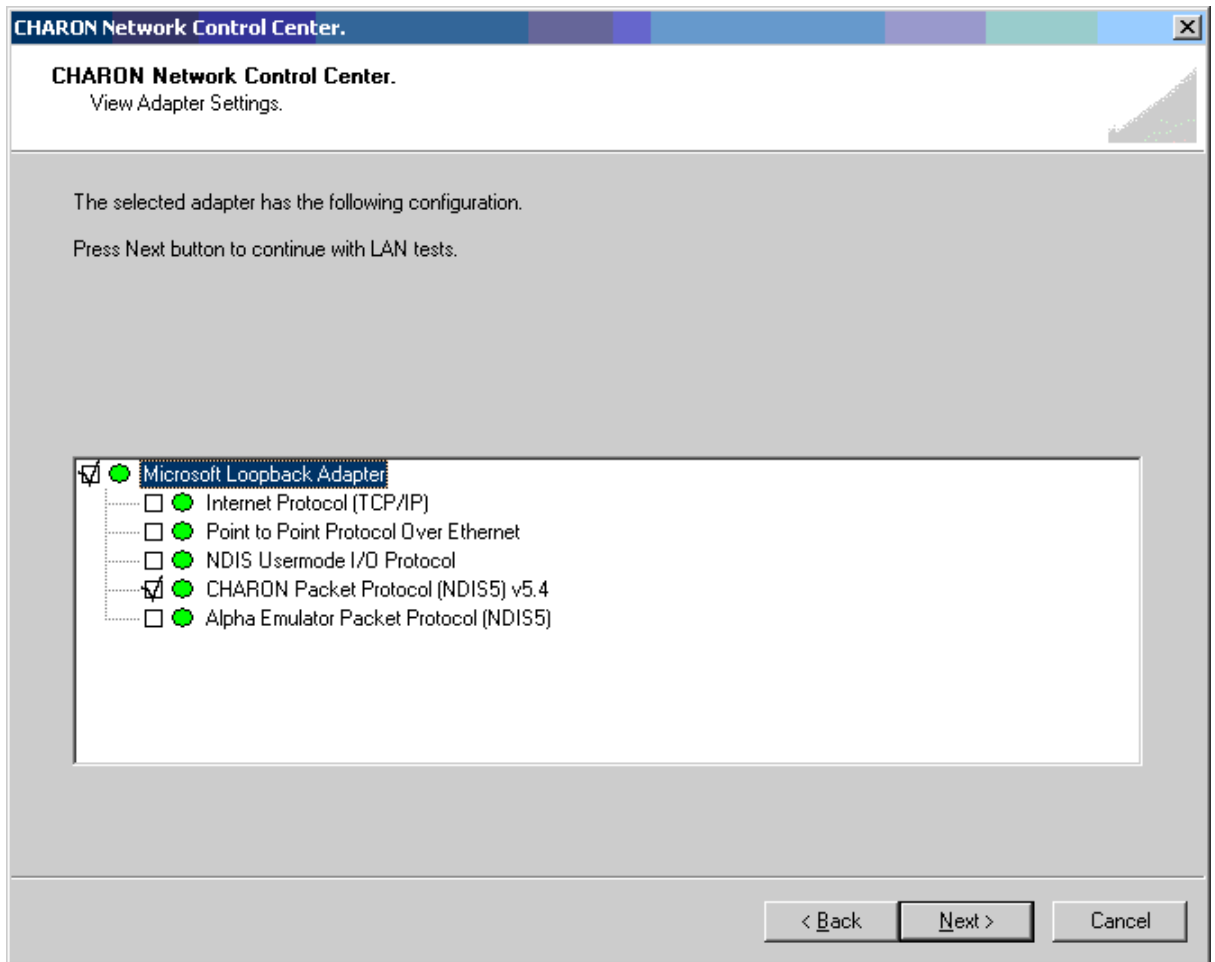 CHARON Network Control Center.
CHARON Network Control Center.
View Adapter Settings.
The selected adapter has the following configuration.
Press Next button to continue with LAN tests.
Microsoft Loopback Adapter
Internet Protocol (TCP/IP)
Point to Point Protocol Over Ethernet
NDIS Usermode I/O Protocol
CHARON Packet Protocol (NDIS5) v5.4
Alpha Emulator Packet Protocol (NDIS5)
< Back Next > Cancel